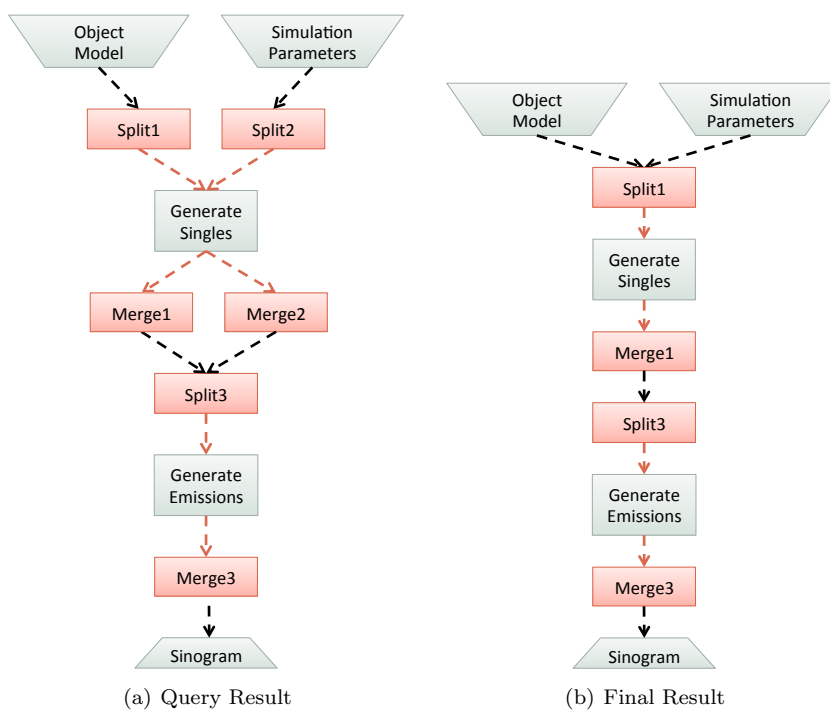 Object
Model
Simulation
Parameters
Split1
Split2
Generate
Singles
Merge1
Merge2
Split3
Generate
Emissions
Merge3
Sinogram
(a) Query Result
Object
Model
Simulation
Parameters
Split1
Generate
Singles
Merge1
Split3
Generate
Emissions
Merge3
Sinogram
(b) Final Result